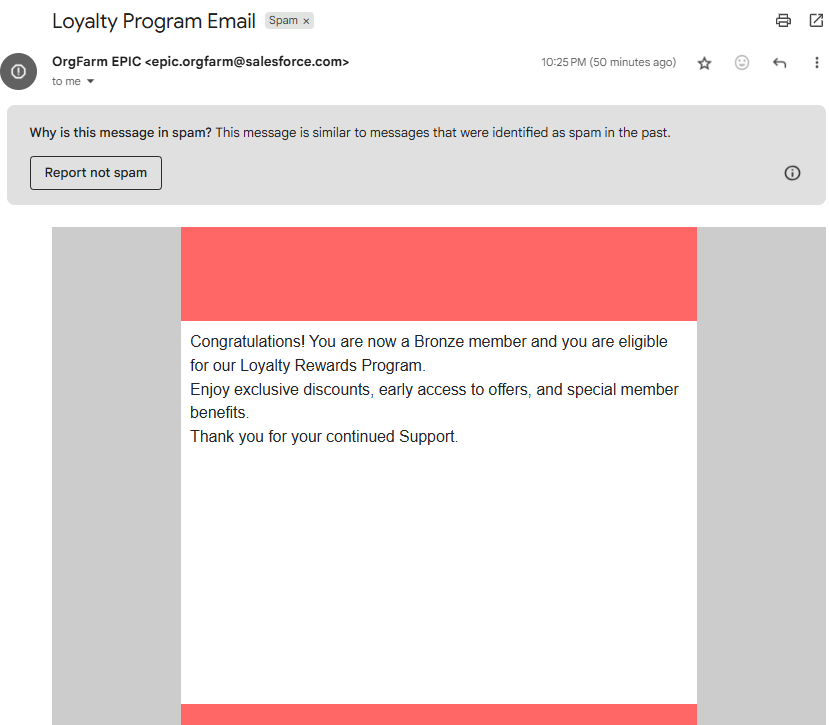 Loyalty Program Email Spam ×
OrgFarm EPIC <epic.orgfarm@salesforce.com> 10:25 PM (50 minutes ago)
to me
Why is this message in spam? This message is similar to messages that were identified as spam in the past.
Report not spam
Congratulations! You are now a Bronze member and you are eligible
for our Loyalty Rewards Program.
Enjoy exclusive discounts, early access to offers, and special member
benefits.
Thank you for your continued Support.